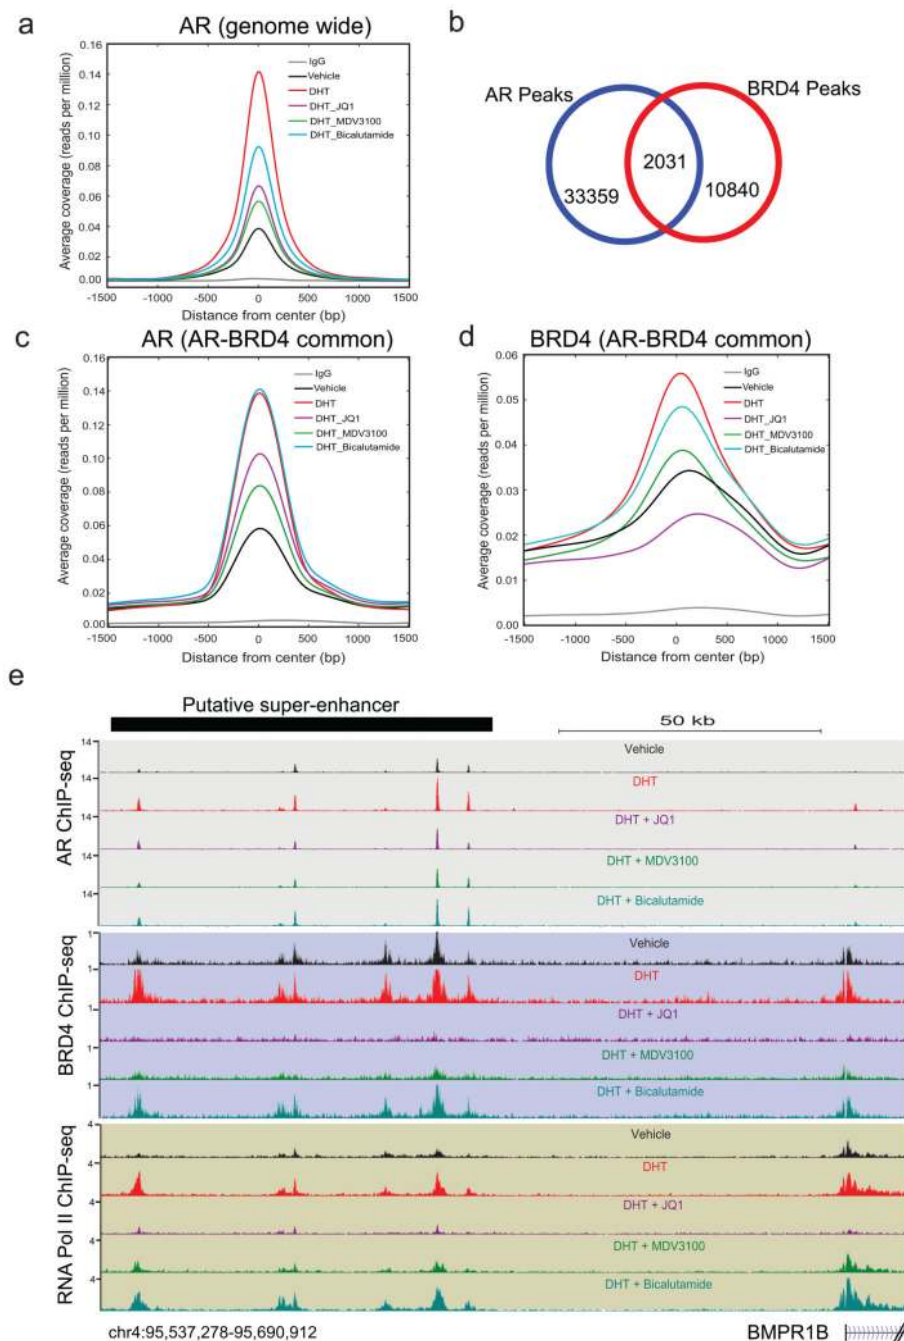 a
AR (genome wide)
Average coverage (reads per million)
0.16
0.14
0.12
0.10
0.08
0.06
0.04
0.02
0.00
IgG
Vehicle
DHT
DHT_JQ1
DHT_MDV3100
DHT_Bicalutamide
-1500 -1000 -500 0 500 1000 1500
Distance from center (bp)
b
AR Peaks
BRD4 Peaks
33359
2031
10840
c
AR (AR-BRD4 common)
Average coverage (reads per million)
0.16
0.14
0.12
0.10
0.08
0.06
0.04
0.02
0.00
IgG
Vehicle
DHT
DHT_JQ1
DHT_MDV3100
DHT_Bicalutamide
-1500 -1000 -500 0 500 1000 1500
Distance from center (bp)
d
BRD4 (AR-BRD4 common)
Average coverage (reads per million)
0.06
0.05
0.04
0.03
0.02
0.01
0.00
IgG
Vehicle
DHT
DHT_JQ1
DHT_MDV3100
DHT_Bicalutamide
-1500 -1000 -500 0 500 1000 1500
Distance from center (bp)
e
Putative super-enhancer
50 kb
AR ChIP-seq
14
Vehicle
14
DHT
14
DHT + JQ1
14
DHT + MDV3100
14
DHT + Bicalutamide
BRD4 ChIP-seq
1
Vehicle
1
DHT
1
DHT + JQ1
1
DHT + MDV3100
1
DHT + Bicalutamide
RNA Pol II ChIP-seq
4
Vehicle
4
DHT
4
DHT + JQ1
4
DHT + MDV3100
4
DHT + Bicalutamide
chr4:95,537,278-95,690,912
BMPR1B